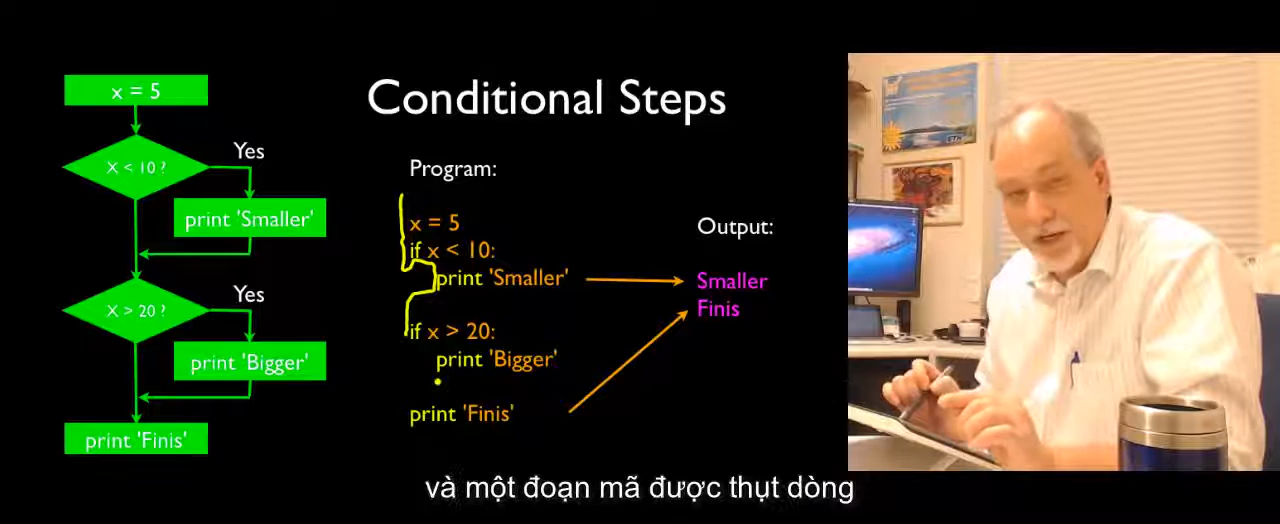 Conditional Steps
x = 5
X < 10 ?
Yes
print 'Smaller'
X > 20 ?
Yes
print 'Bigger'
print 'Finis'
Program:
x = 5
if x < 10:
print 'Smaller'
if x > 20:
print 'Bigger'
print 'Finis'
Output:
Smaller
Finis
và một đoạn mã được thụt dòng